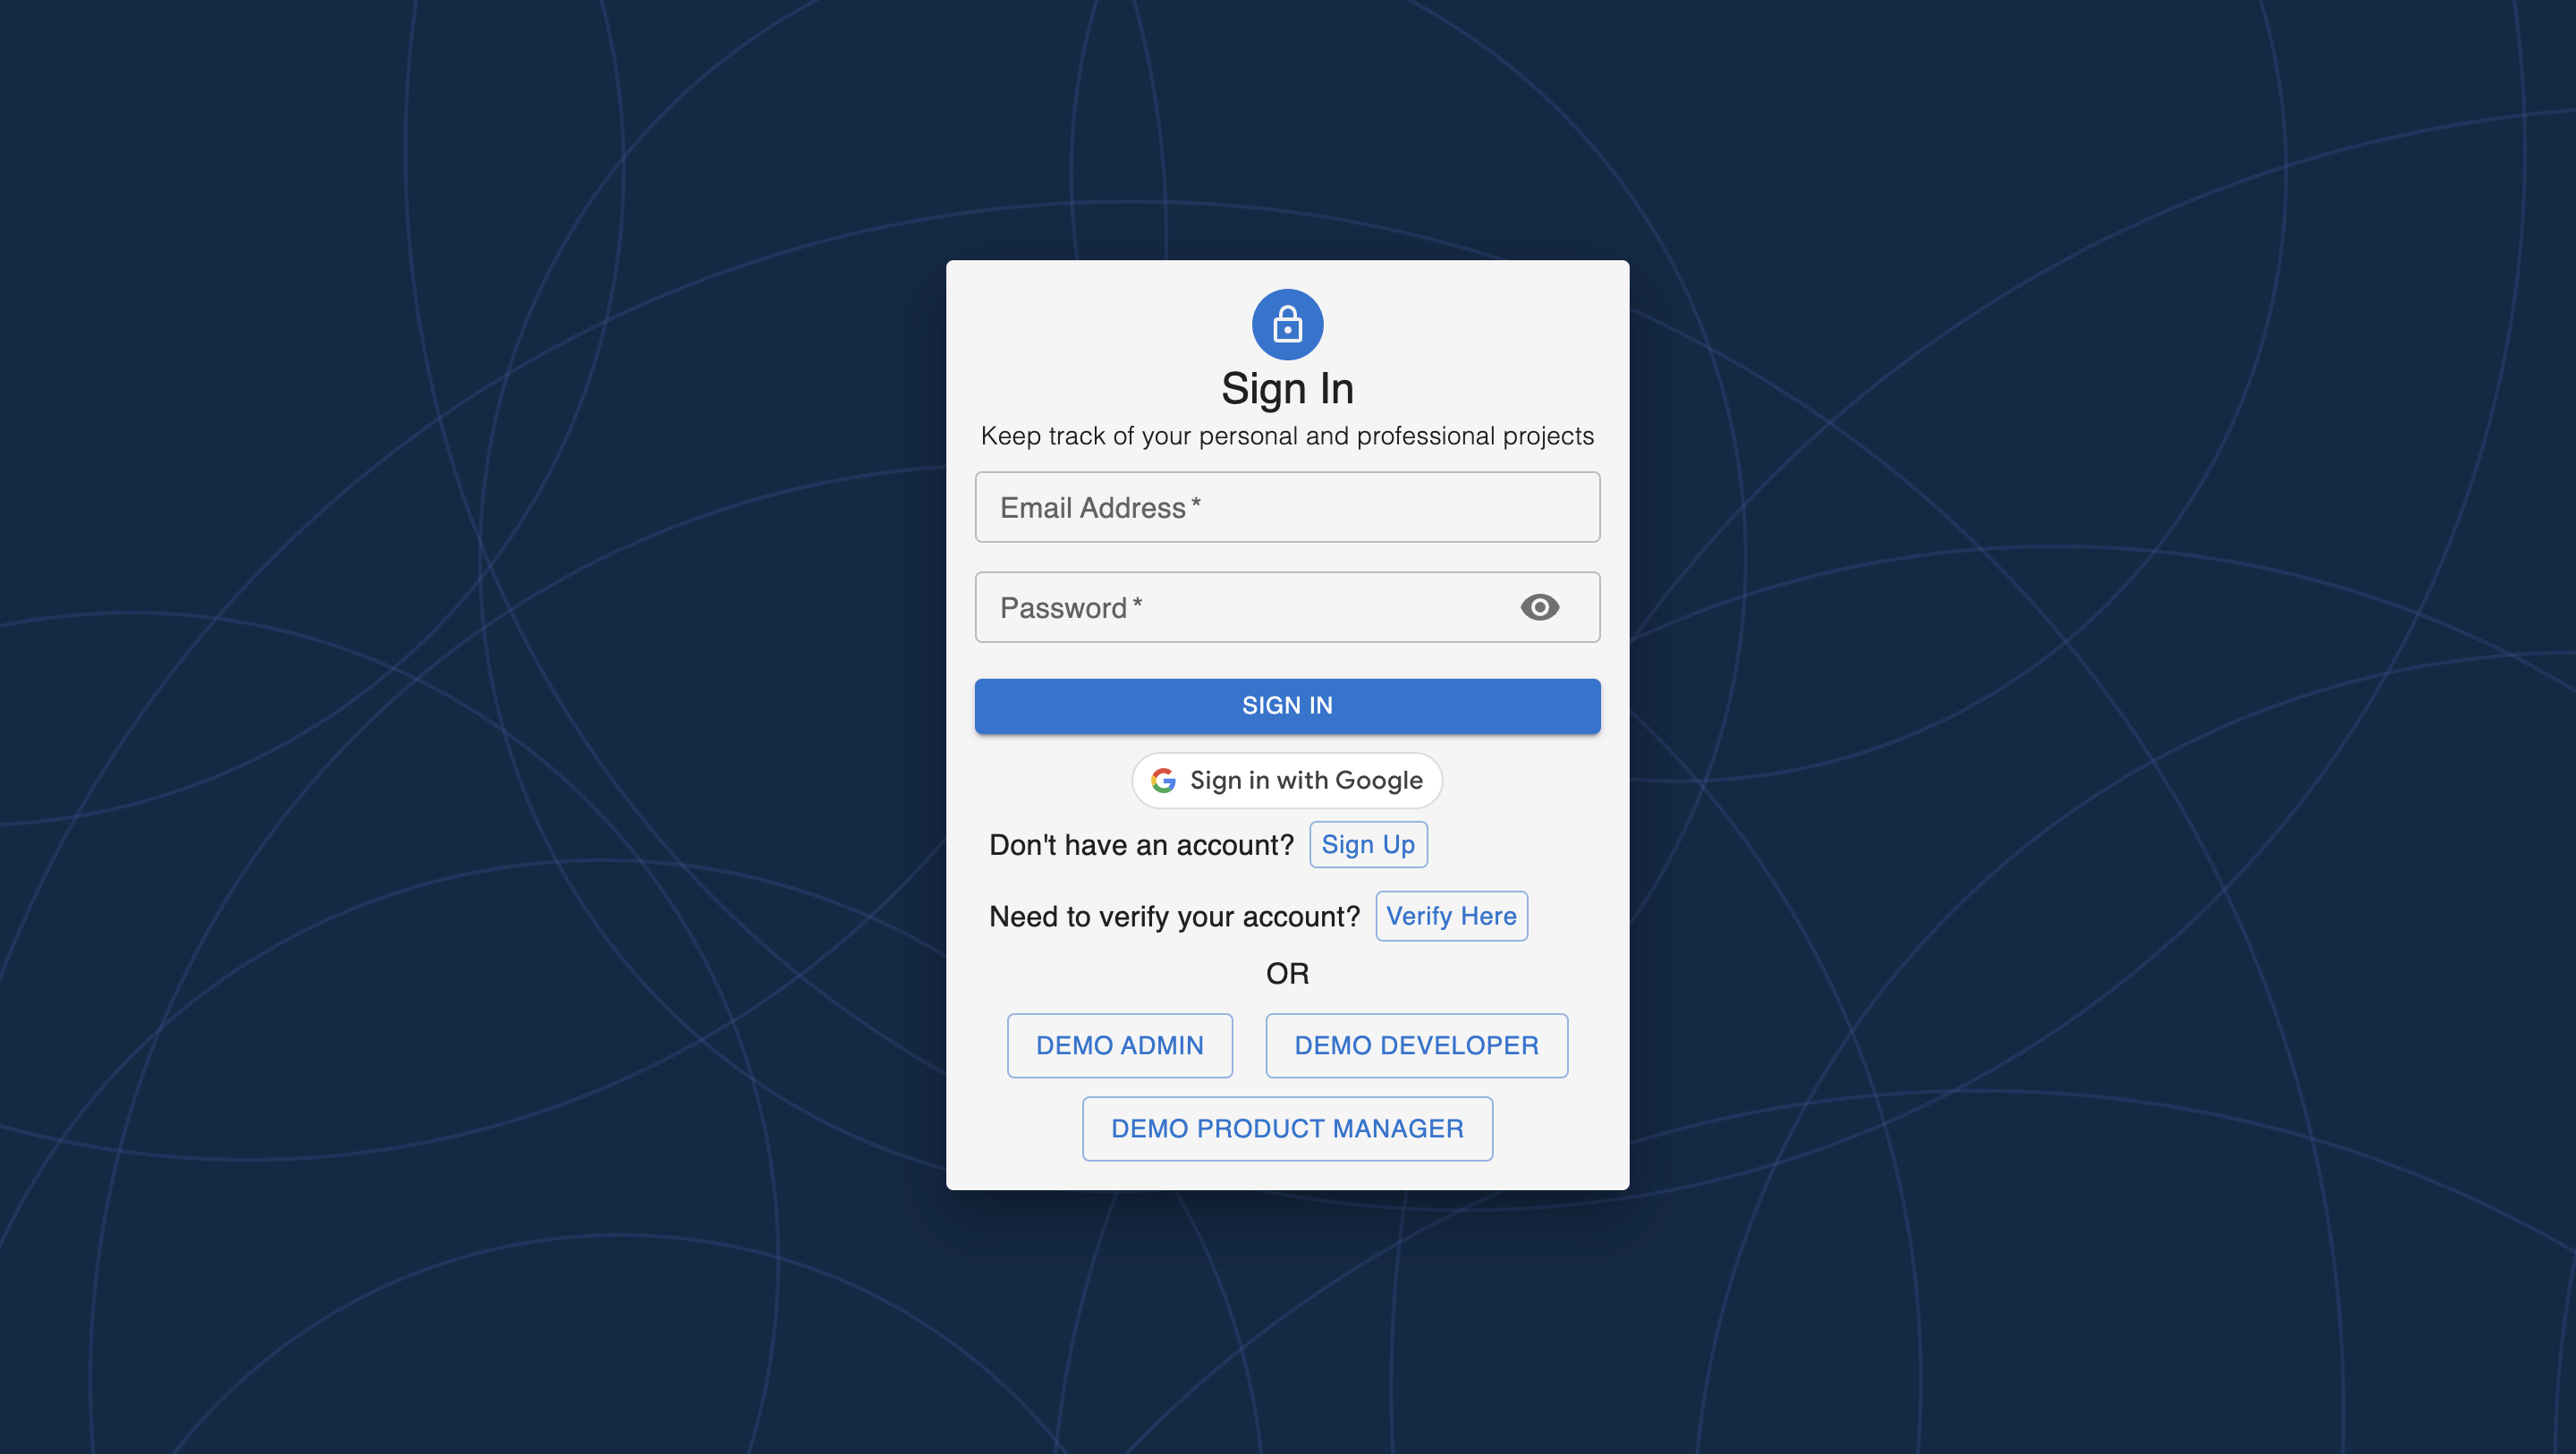 Sign In
Keep track of your personal and professional projects
Email Address *
Password *
SIGN IN
Sign in with Google
Don't have an account? Sign Up
Need to verify your account? Verify Here
OR
DEMO ADMIN DEMO DEVELOPER
DEMO PRODUCT MANAGER